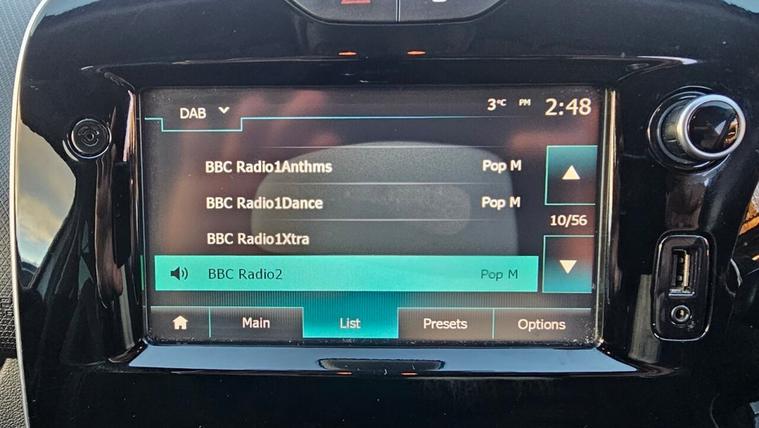 DAB 3°C PM 2:48
BBC Radio1Anthms Pop M
BBC Radio1Dance Pop M
10/56
BBC Radio1Xtra
BBC Radio2 Pop M
Main List Presets Options